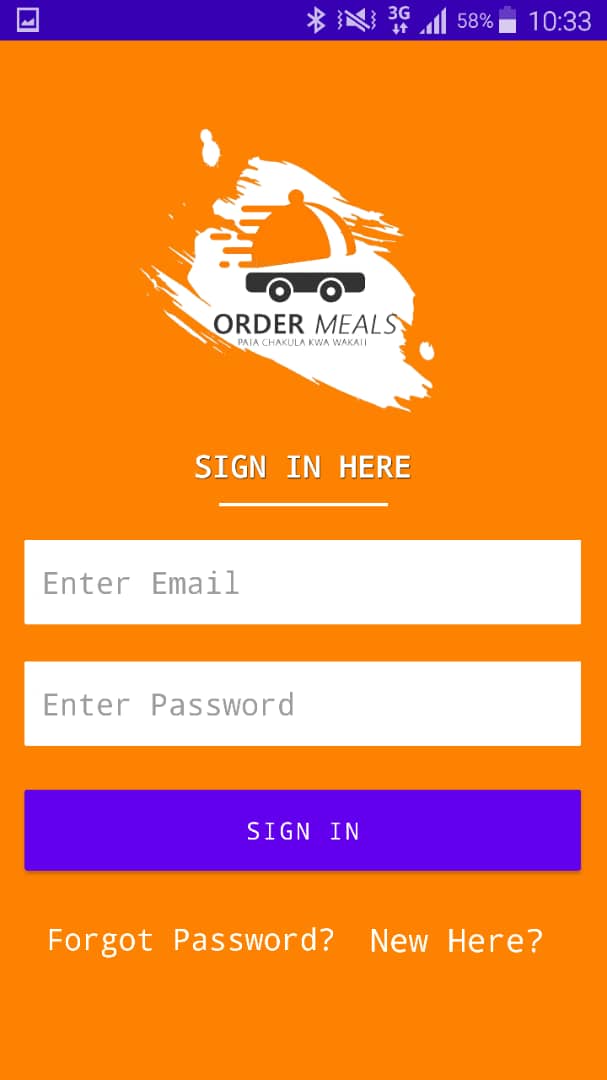 3G 58% 10:33
ORDER MEALS
PATA CHAKULA KWA WAKATI
SIGN IN HERE
Enter Email
Enter Password
SIGN IN
Forgot Password? New Here?